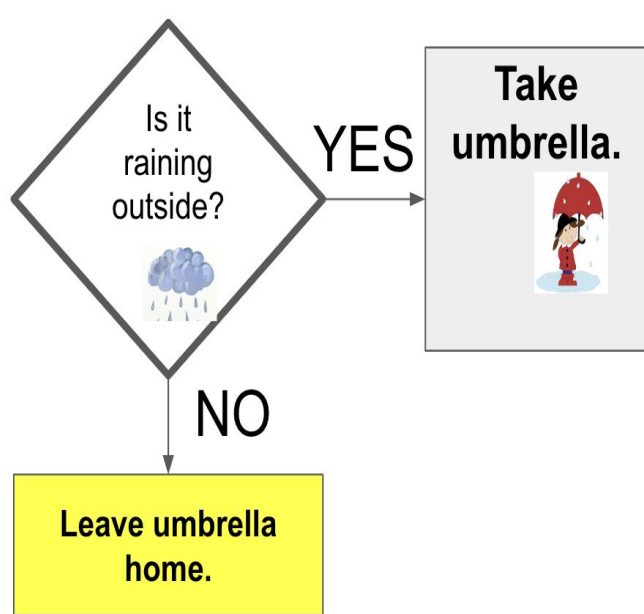 Is it
raining
outside?
YES
Take
umbrella.
NO
Leave umbrella
home.